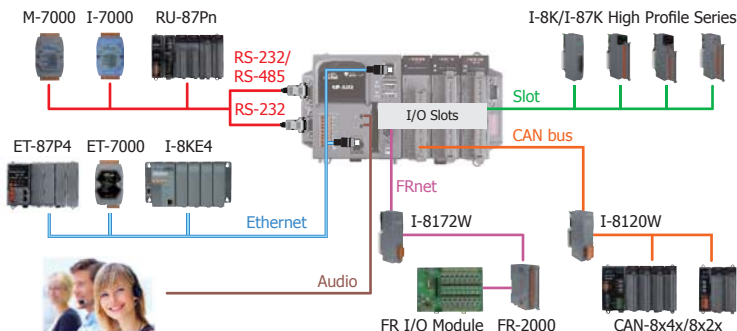 M-7000 I-7000 RU-87Pn
I-8K/I-87K High Profile Series
RS-232/
RS-485
RS-232
I/O Slots
Slot
CAN bus
ET-87P4 ET-7000 I-8KE4
FRnet
I-8172W
I-8120W
Ethernet
Audio
FR I/O Module FR-2000
CAN-8x4x/8x2x